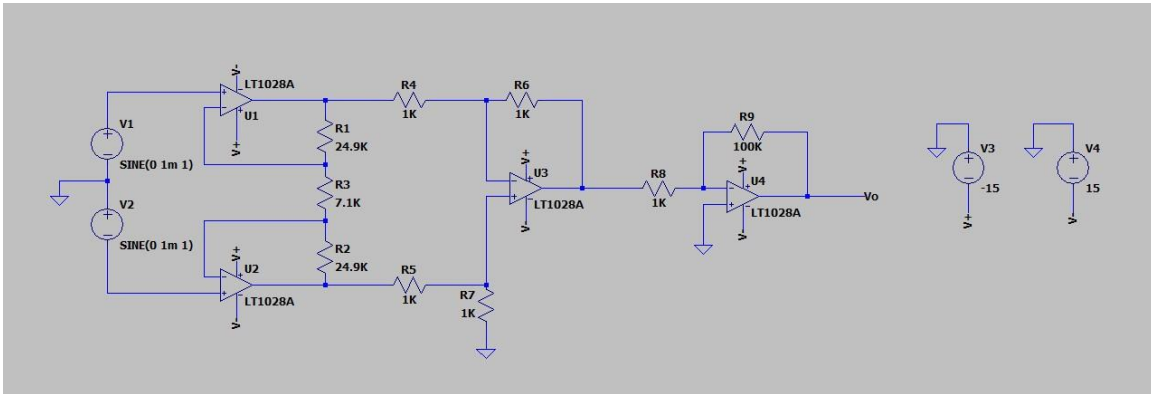 V-
LT1028A
U1
V+
V1
SINE(0 1m 1)
V2
SINE(0 1m 1)
V+
U2
LT1028A
V-
R1
24.9K
R3
7.1K
R2
24.9K
R4
1K
R5
1K
R6
1K
R7
1K
V+
U3
LT1028A
V-
R8
1K
R9
100K
V+
U4
LT1028A
V-
Vo
V3
-15
V+
V4
15
V-